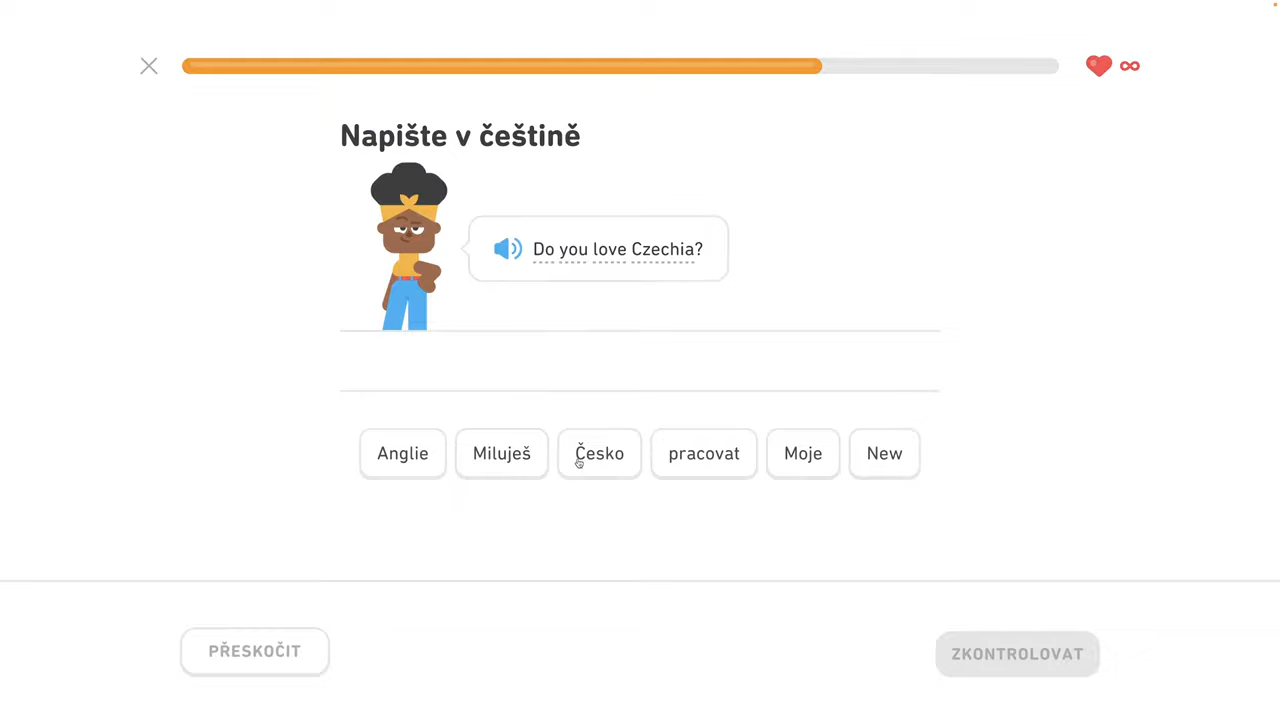 ∞
Napište v češtině
Do you love Czechia?
Anglie Miluješ Česko pracovat Moje New
PŘESKOČIT ZKONTROLOVAT